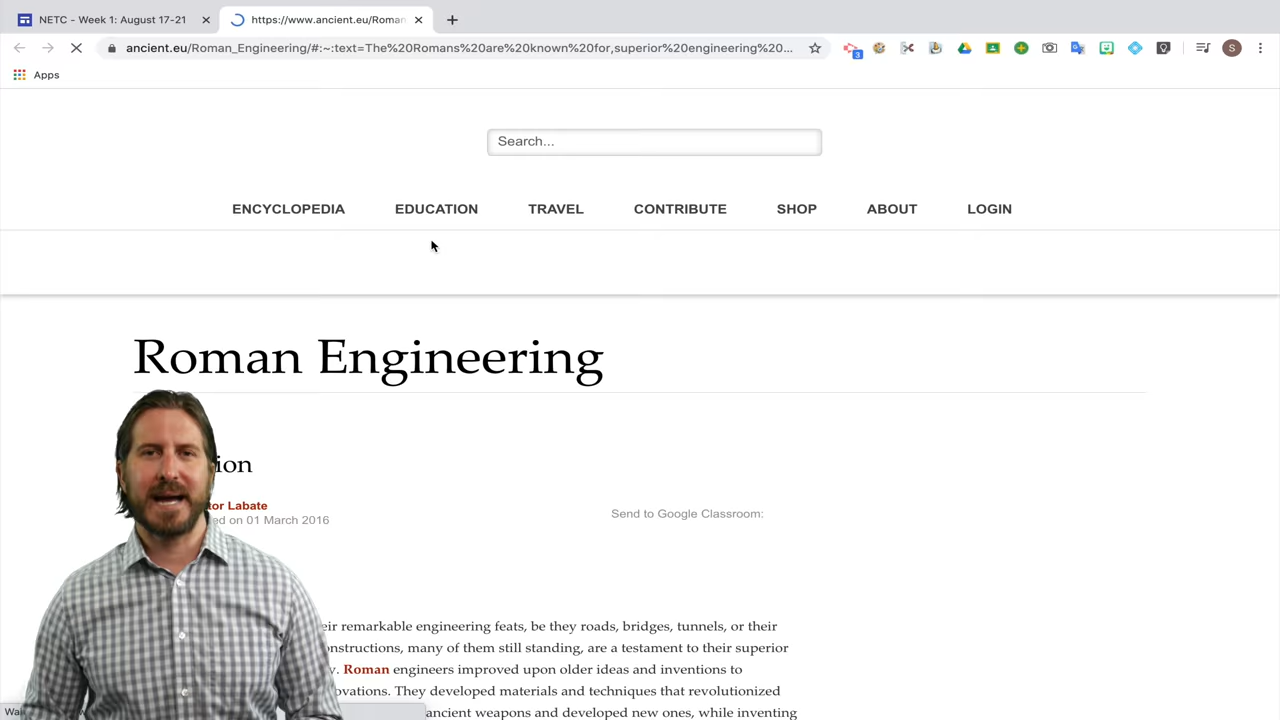 NETC - Week 1: August 17-21
https://www.ancient.eu/Roman
ancient.eu/Roman_Engineering/#:~:text=The%20Romans%20are%20known%20for,superior%20engineering%20...
3
S
Apps
Search...
ENCYCLOPEDIA EDUCATION TRAVEL CONTRIBUTE SHOP ABOUT LOGIN
Roman Engineering
ion
tor Labate
ed on 01 March 2016
Send to Google Classroom:
eir remarkable engineering feats, be they roads, bridges, tunnels, or their
onstructions, many of them still standing, are a testament to their superior
y. Roman engineers improved upon older ideas and inventions to
ovations. They developed materials and techniques that revolutionized
ancient weapons and developed new ones, while inventing